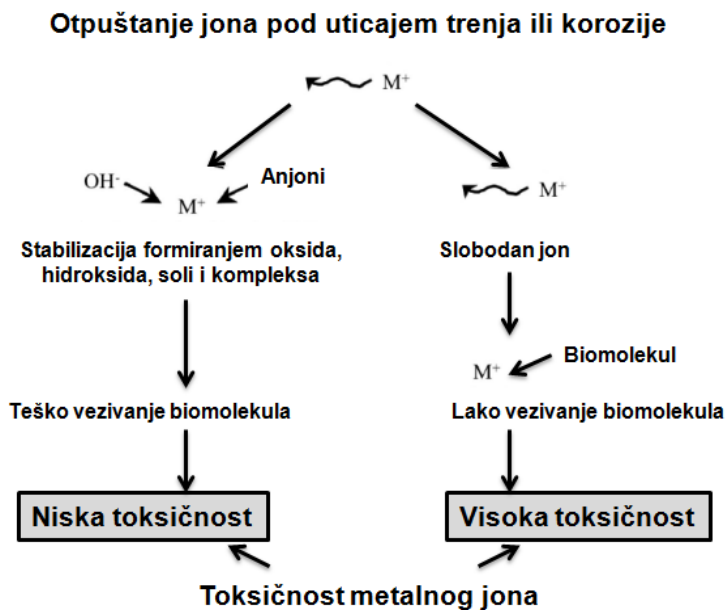 Otpuštanje jona pod uticajem trenja ili korozije
M⁺
OH⁻
Anjoni
M⁺
M⁺
Stabilizacija formiranjem oksida,
hidroksida, soli i kompleksa
Slobodan jon
Biomolekul
M⁺
Teško vezivanje biomolekula
Lako vezivanje biomolekula
Niska toksičnost
Visoka toksičnost
Toksičnost metalnog jona